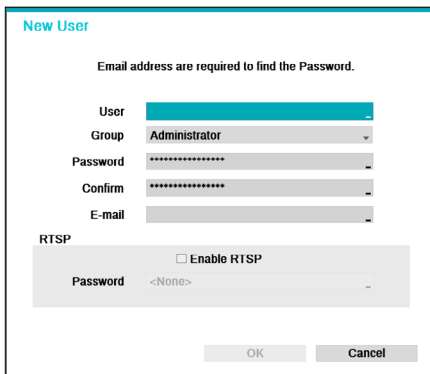 New User
Email address are required to find the Password.
User
Group Administrator
Password ****************
Confirm ****************
E-mail
RTSP
Enable RTSP
Password <None>
OK Cancel